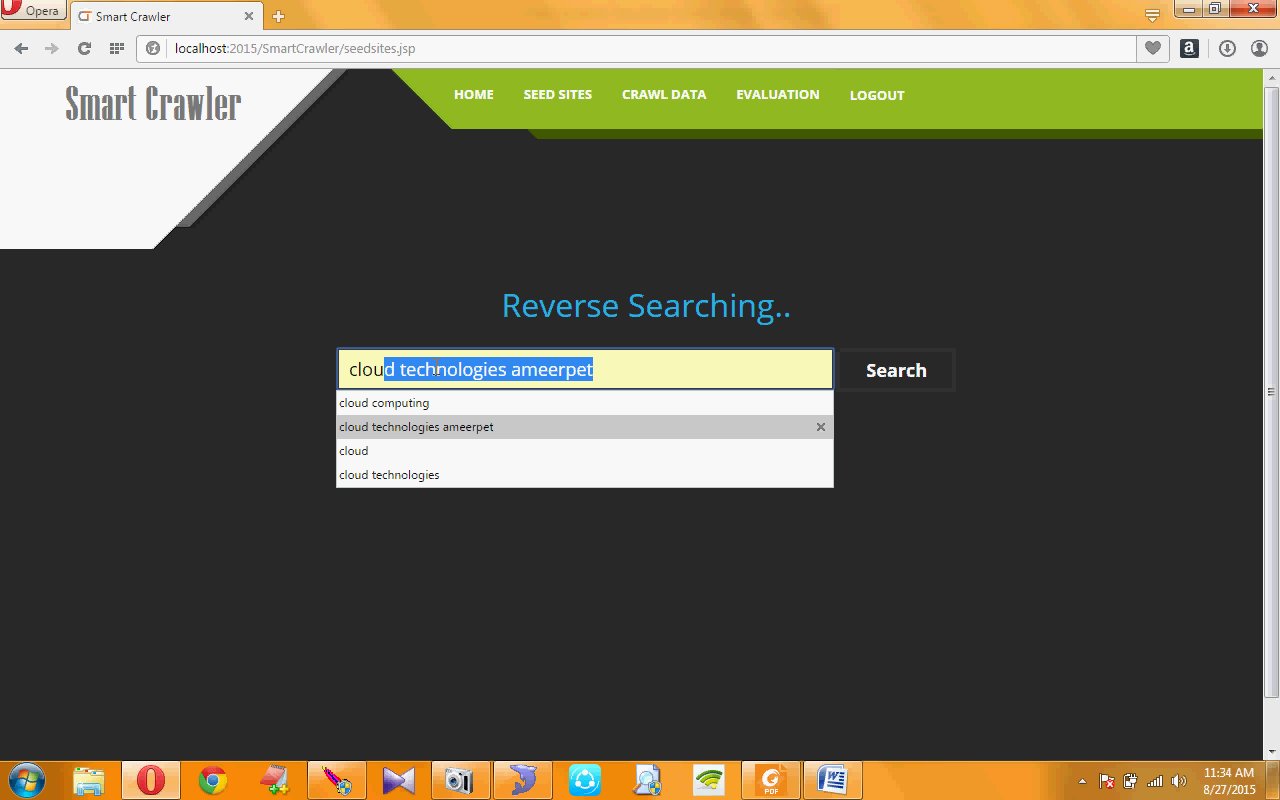 Opera
Smart Crawler
localhost:2015/SmartCrawler/seedsites.jsp
Smart Crawler
HOME SEED SITES CRAWL DATA EVALUATION LOGOUT
Reverse Searching..
cloud technologies ameerpet
Search
cloud computing
cloud technologies ameerpet
cloud
cloud technologies
PDF
11:34 AM
8/27/2015